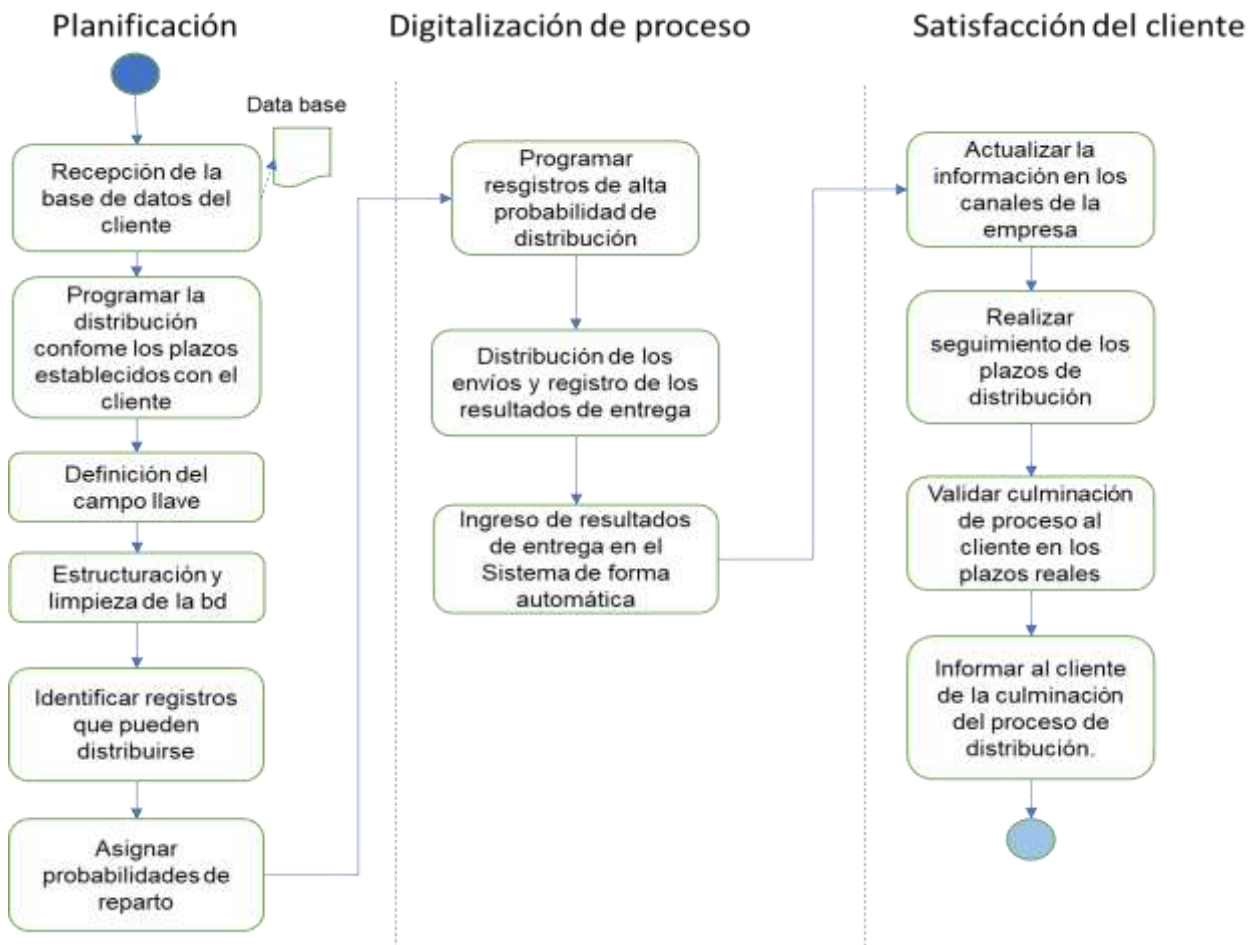 Planificación
Digitalización de proceso
Satisfacción del cliente
Data base
Recepción de la
base de datos del
cliente
Programar la
distribución
confome los plazos
establecidos con el
cliente
Definición del
campo llave
Estructuración y
limpieza de la bd
Identificar registros
que pueden
distribuirse
Asignar
probabilidades de
reparto
Programar
resgistros de alta
probabilidad de
distribución
Distribución de los
envíos y registro de los
resultados de entrega
Ingreso de resultados
de entrega en el
Sistema de forma
automática
Actualizar la
información en los
canales de la
empresa
Realizar
seguimiento de los
plazos de
distribución
Validar culminación
de proceso al
cliente en los
plazos reales
Informar al cliente
de la culminación
del proceso de
distribución.